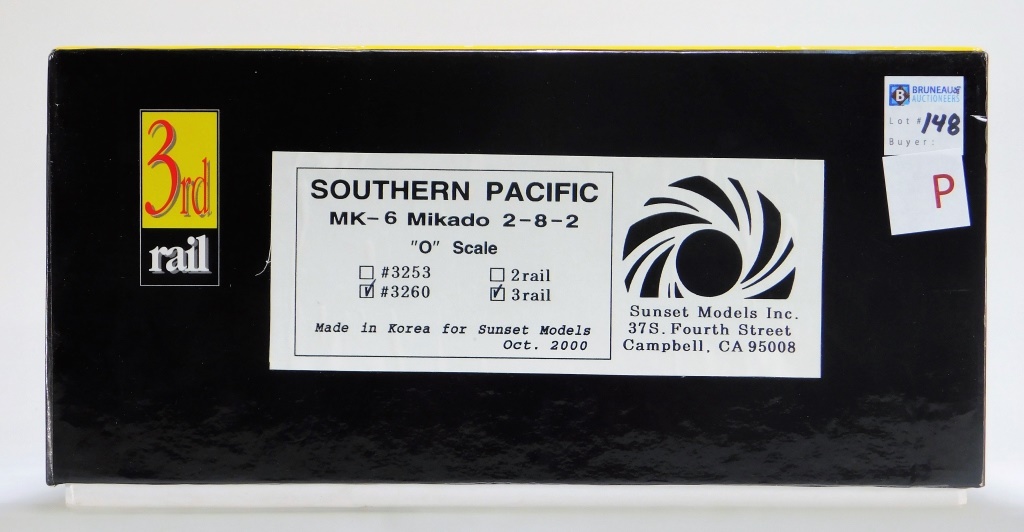 3rd
rail
SOUTHERN PACIFIC
MK-6 Mikado 2-8-2
"O" Scale
#3253
2rail
#3260
3rail
Made in Korea for Sunset Models
Oct. 2000
Sunset Models Inc.
37S. Fourth Street
Campbell, CA 95008
B BRUNEAU&
AUCTIONEERS
Lot #148
Buyer:
P